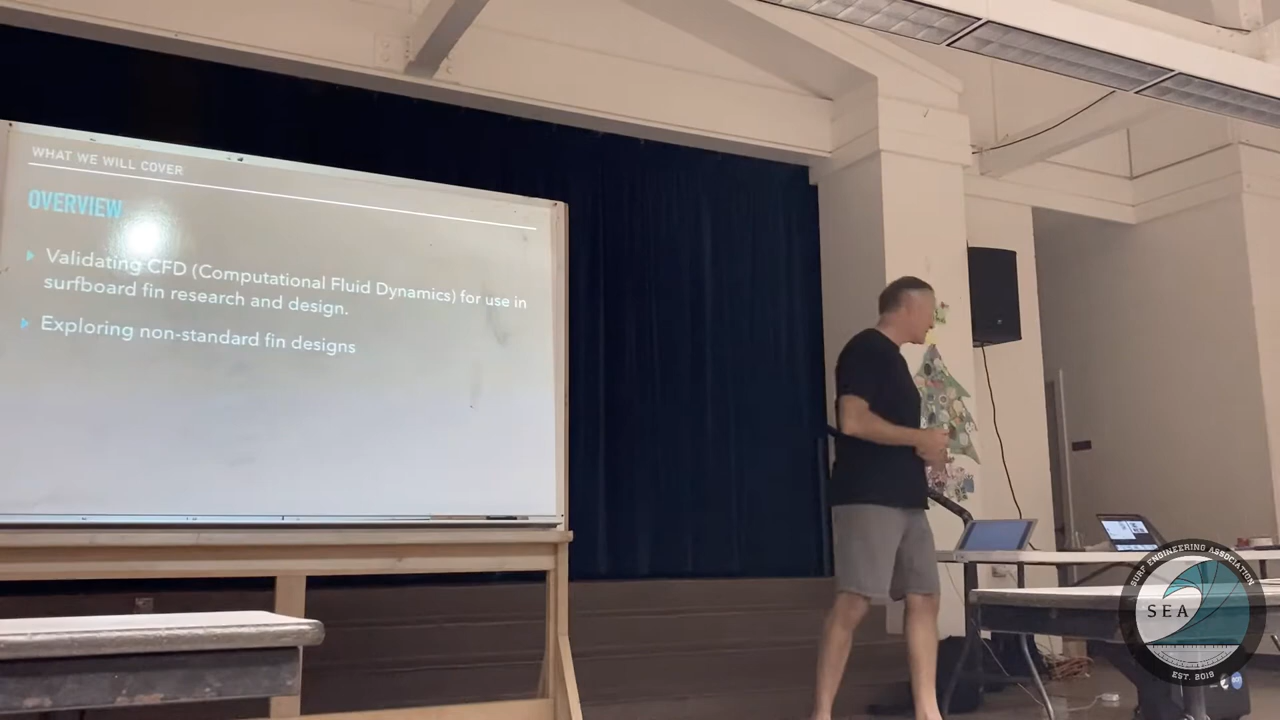 WHAT WE WILL COVER
OVERVIEW
Validating CFD (Computational Fluid Dynamics) for use in
surfboard fin research and design.
Exploring non-standard fin designs
SURF ENGINEERING ASSOCIATION
SEA
EST. 2019